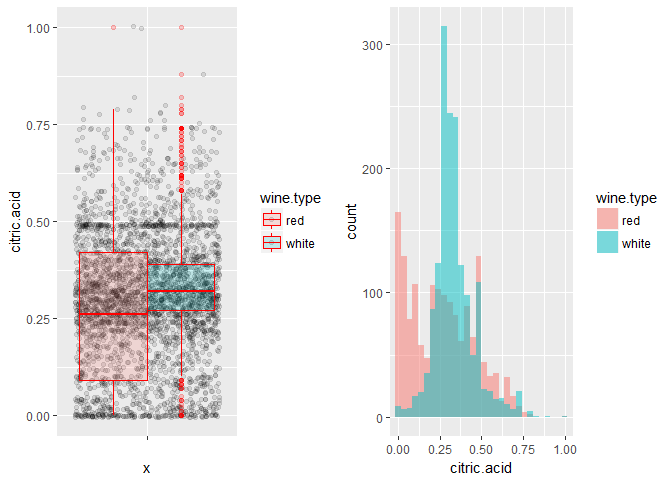 1.00
0.75
0.50
0.25
0.00
citric.acid
x
wine.type
red
white
300
200
100
0
count
0.00 0.25 0.50 0.75 1.00
citric.acid
wine.type
red
white